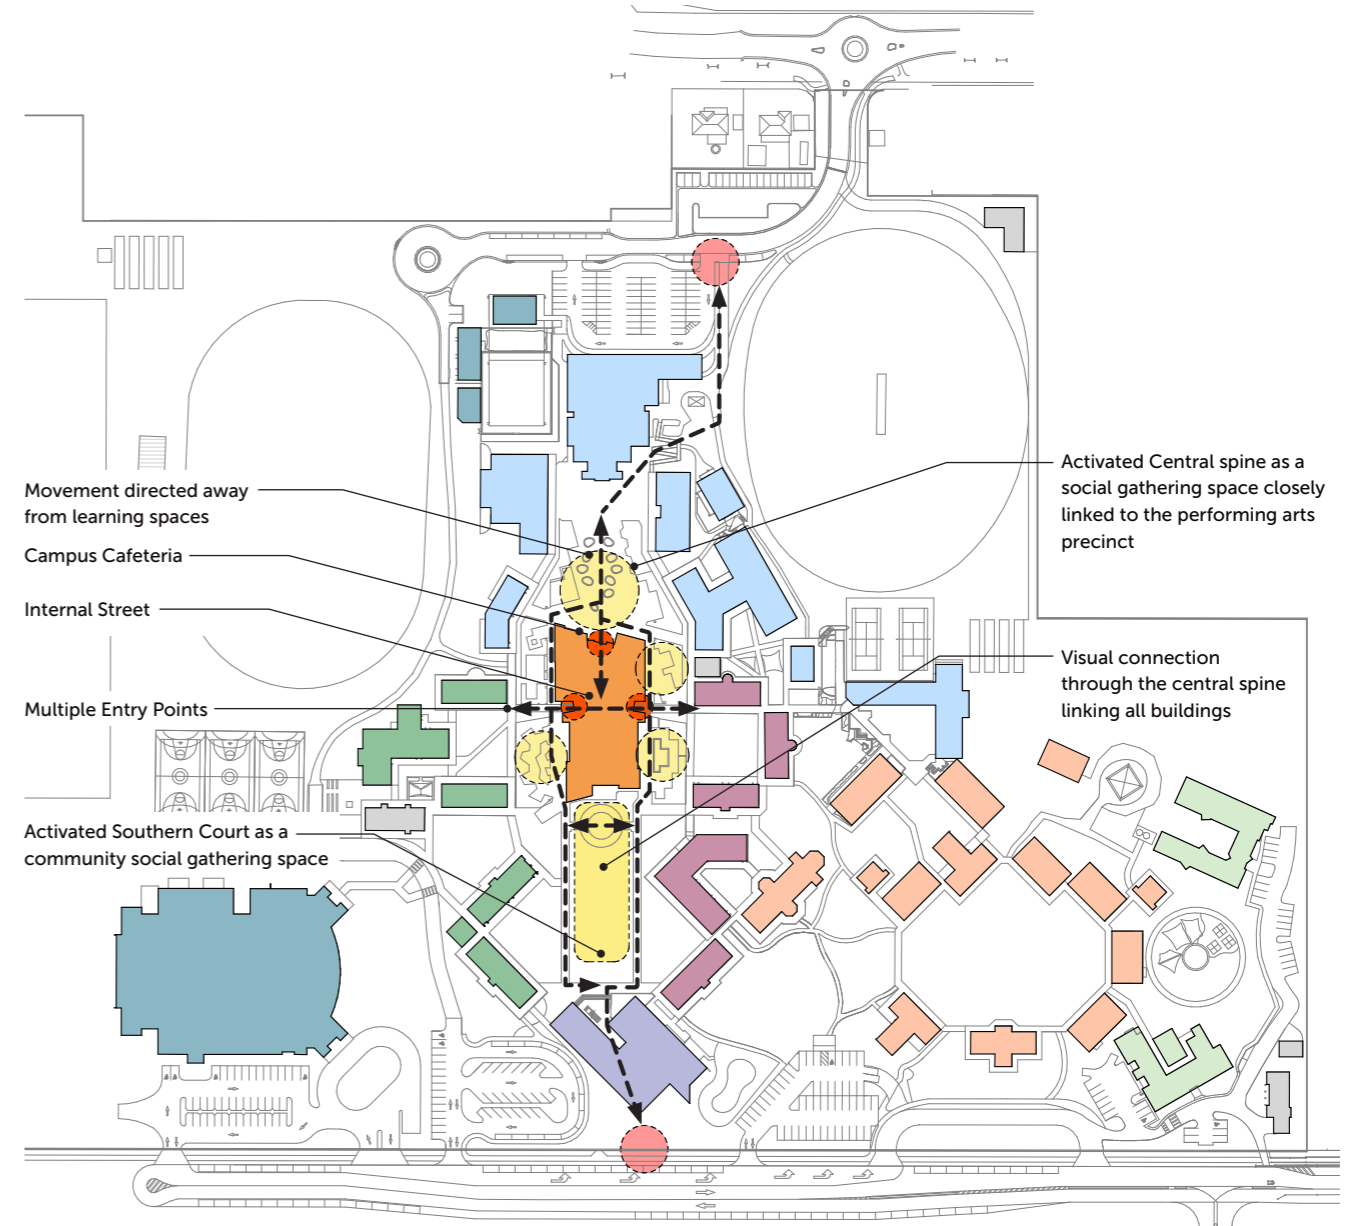 Movement directed away
from learning spaces
Campus Cafeteria
Internal Street
Multiple Entry Points
Activated Southern Court as a
community social gathering space
Activated Central spine as a
social gathering space closely
linked to the performing arts
precinct
Visual connection
through the central spine
linking all buildings